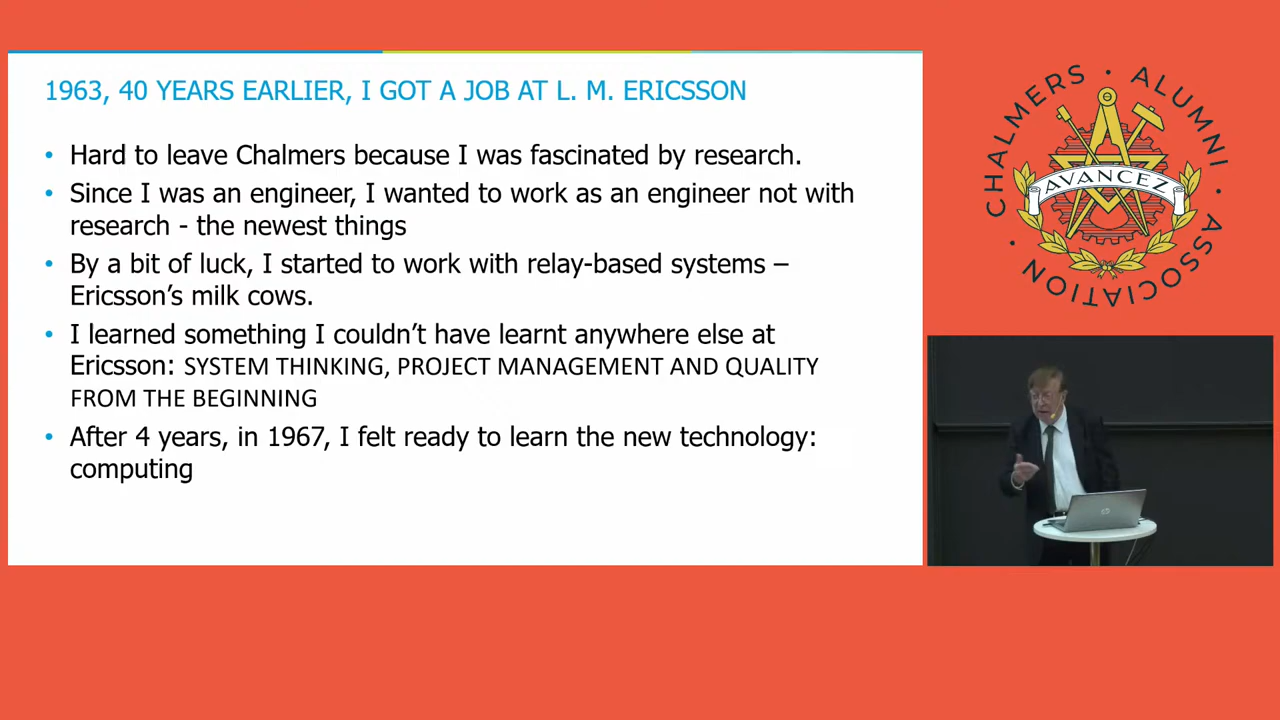 1963, 40 YEARS EARLIER, I GOT A JOB AT L. M. ERICSSON
• Hard to leave Chalmers because I was fascinated by research.
• Since I was an engineer, I wanted to work as an engineer not with
research - the newest things
• By a bit of luck, I started to work with relay-based systems –
Ericsson’s milk cows.
• I learned something I couldn’t have learnt anywhere else at
Ericsson: SYSTEM THINKING, PROJECT MANAGEMENT AND QUALITY
FROM THE BEGINNING
• After 4 years, in 1967, I felt ready to learn the new technology:
computing
CHALMERS • ALUMNI • ASSOCIATION •
AVANCEZ
hp